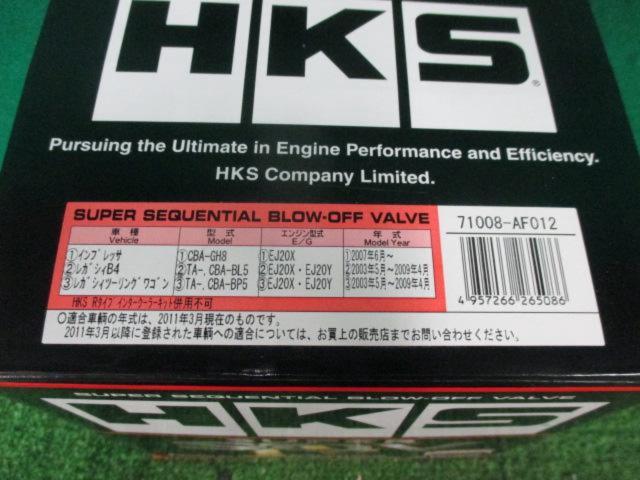 HKS®
Pursuing the Ultimate in Engine Performance and Efficiency.
HKS Company Limited.
SUPER SEQUENTIAL BLOW-OFF VALVE 71008-AF012
車種 型式 エンジン型式 年式
Vehicle Model E/G Model Year
①インプレッサ ①CBA-GH8 ①EJ20X ①2007年6月~
②レガシィB4 ②TA-,CBA-BL5 ②EJ20X・EJ20Y ②2003年5月~2009年4月
③レガシィツーリングワゴン ③TA-,CBA-BP5 ③EJ20X・EJ20Y ③2003年5月~2009年4月
HKS Rタイプ インタークーラーキット併用不可
4957266265086
○適合車輌の年式は、2011年3月現在のものです。
2011年3月以降に登録された車輌への適合については、お買上の販売店までお問い合わせください。
SUPER SEQUENTIAL BLOW-OFF VALVE
HKS